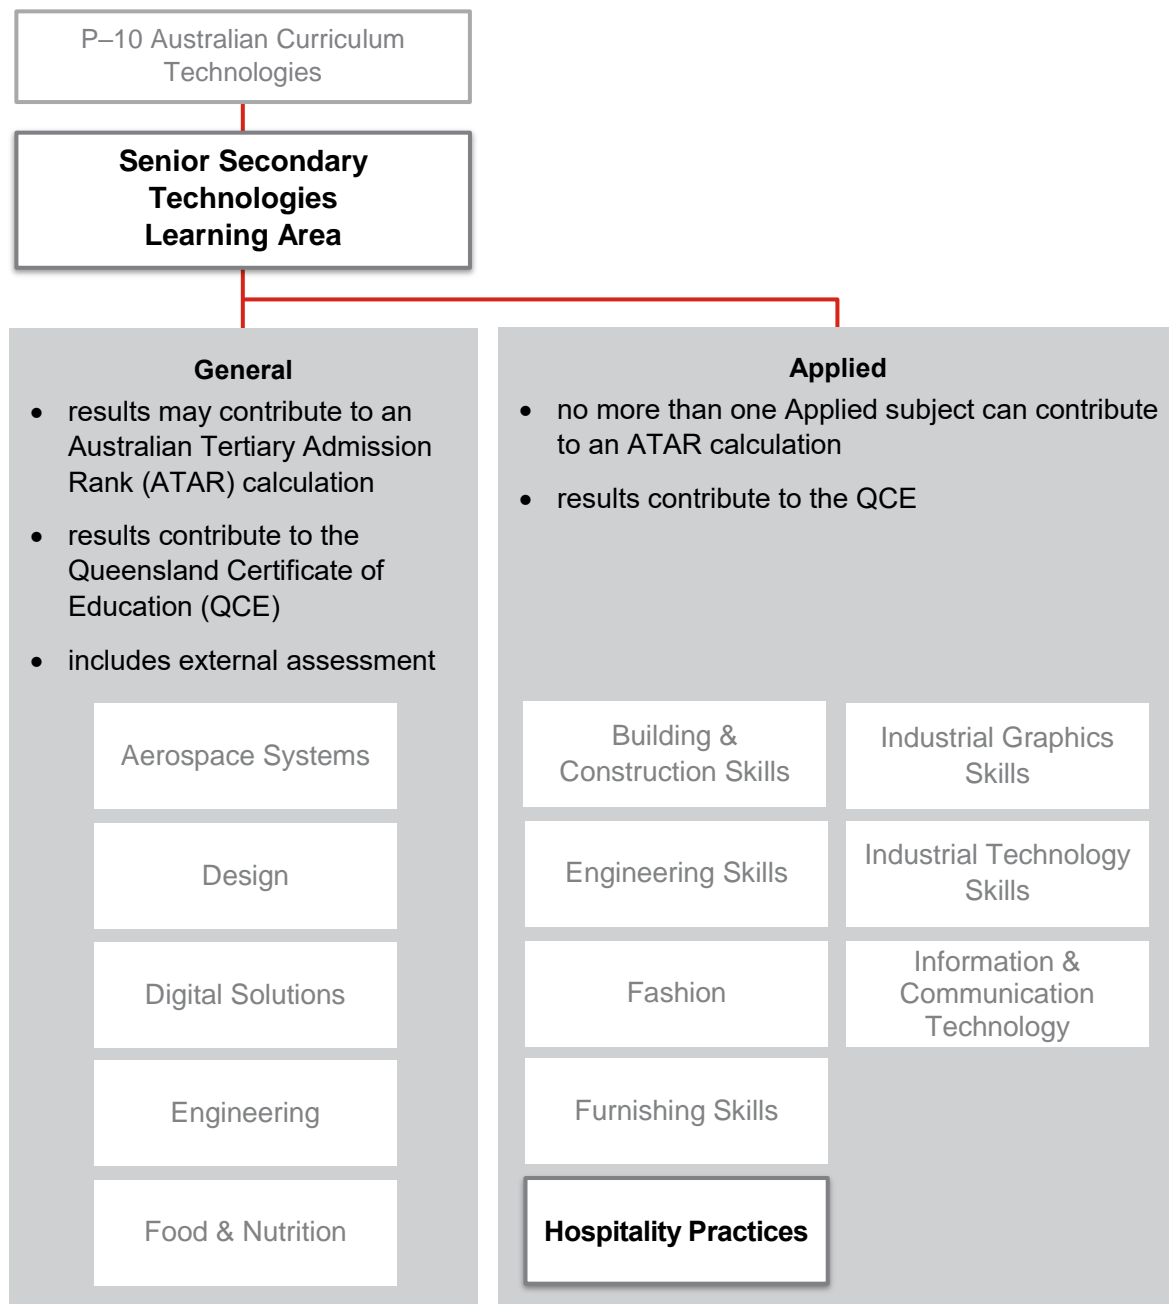 P–10 Australian Curriculum
Technologies
Senior Secondary
Technologies
Learning Area
General
• results may contribute to an
Australian Tertiary Admission
Rank (ATAR) calculation
• results contribute to the
Queensland Certificate of
Education (QCE)
• includes external assessment
Aerospace Systems
Design
Digital Solutions
Engineering
Food & Nutrition
Applied
• no more than one Applied subject can contribute
to an ATAR calculation
• results contribute to the QCE
Building &
Construction Skills
Engineering Skills
Fashion
Furnishing Skills
Hospitality Practices
Industrial Graphics
Skills
Industrial Technology
Skills
Information &
Communication
Technology